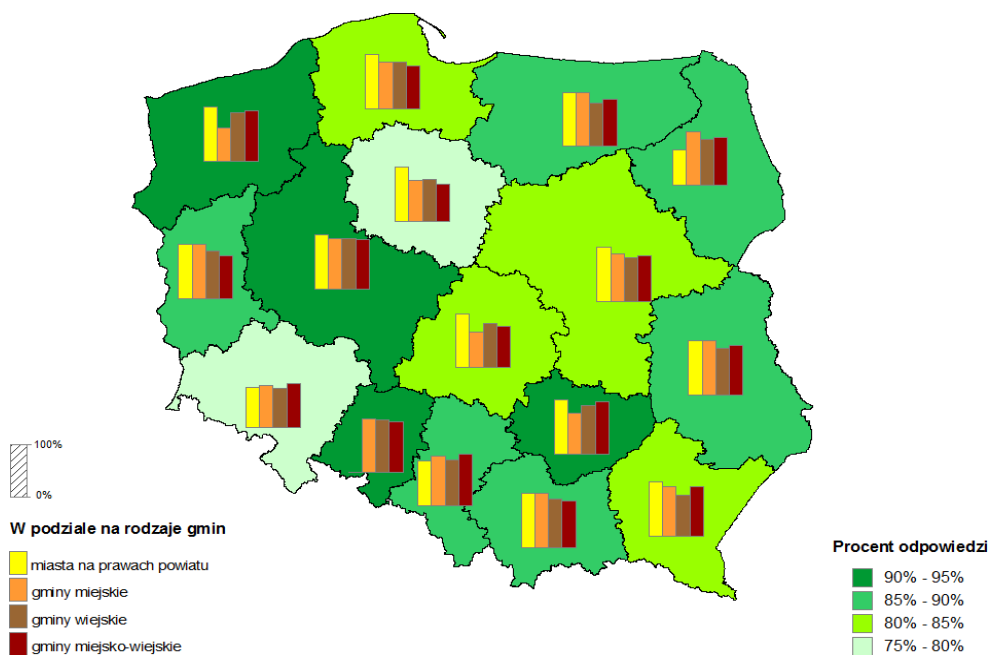 100%
0%
W podziale na rodzaje gmin
miasta na prawach powiatu
gminy miejskie
gminy wiejskie
gminy miejsko-wiejskie
Procent odpowiedzi
90% - 95%
85% - 90%
80% - 85%
75% - 80%